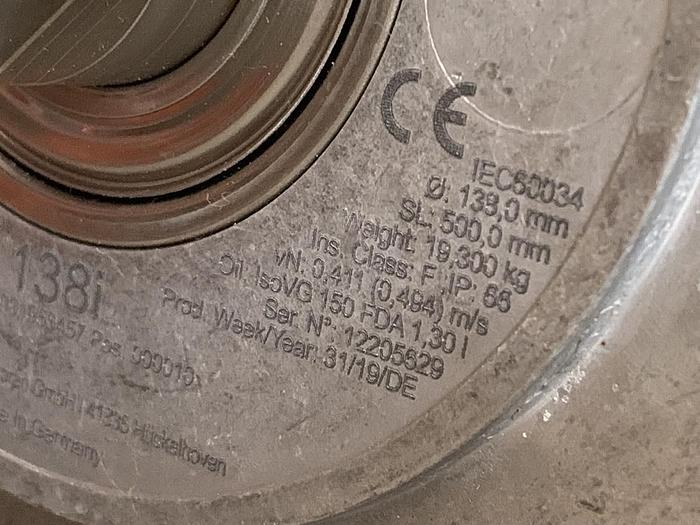 CE
IEC60034
Ø: 138,0 mm
SL: 500,0 mm
Weight: 19,300 kg
Ins. Class: F, IP: 66
vN: 0,411 (0,494) m/s
Oil: IsoVG 150 FDA 1,30 l
Ser. N°: 12205629
Prod. Week/Year: 31/19/DE
138i
Pos. 000010
GmbH | 41836 Hückelhoven
in Germany